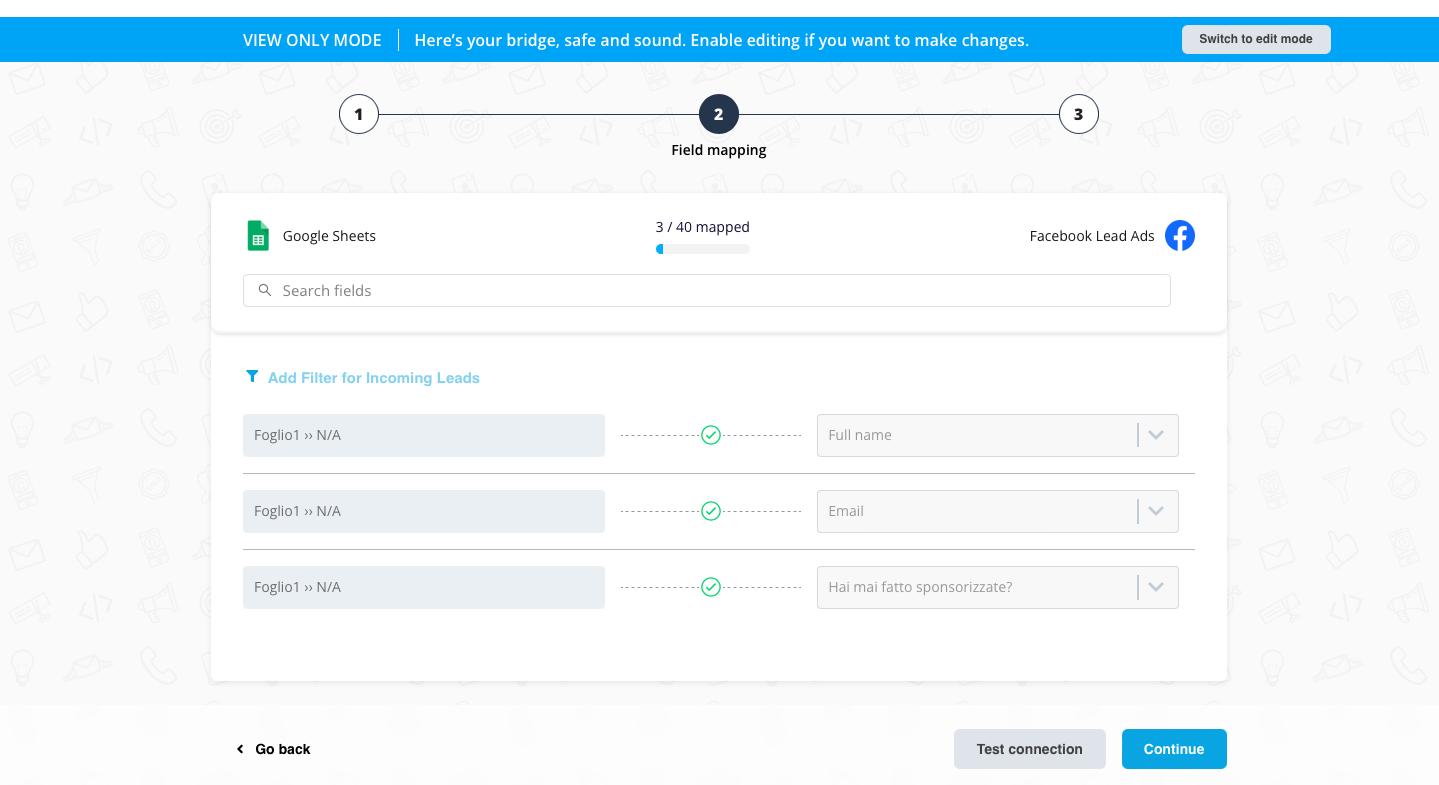 VIEW ONLY MODE
Here's your bridge, safe and sound. Enable editing if you want to make changes.
Switch to edit mode
1
2
3
Field mapping
Google Sheets
3 / 40 mapped
Facebook Lead Ads
Search fields
Add Filter for Incoming Leads
Foglio1 ›› N/A
Full name
Foglio1 ›› N/A
Email
Foglio1 ›› N/A
Hai mai fatto sponsorizzate?
Go back
Test connection
Continue